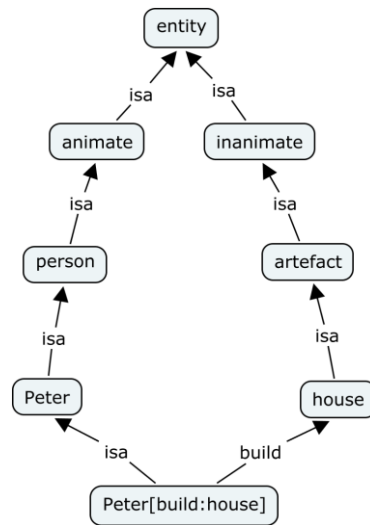 entity
isa isa
animate inanimate
isa isa
person artefact
isa isa
Peter house
isa build
Peter[build:house]